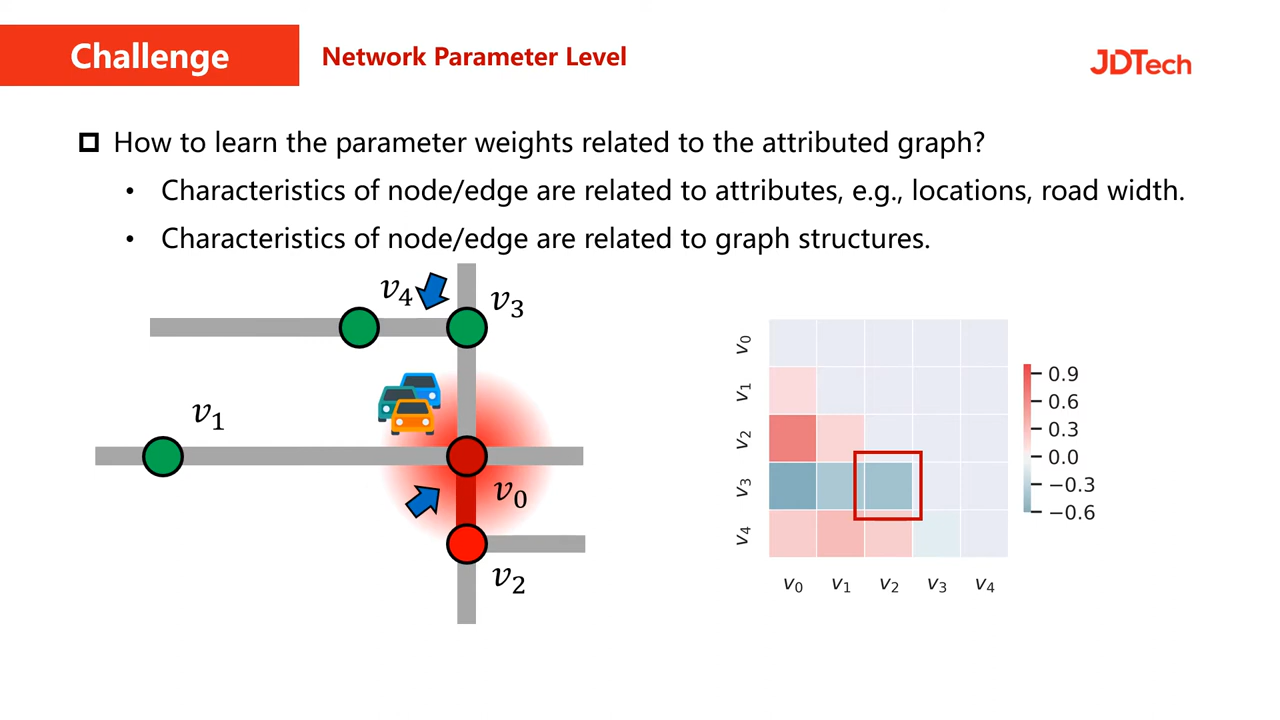 Challenge
Network Parameter Level
JDTech
How to learn the parameter weights related to the attributed graph?
• Characteristics of node/edge are related to attributes, e.g., locations, road width.
• Characteristics of node/edge are related to graph structures.
v4
v3
v1
v0
v2
v0
v1
v2
v3
v4
v0 v1 v2 v3 v4
0.9
0.6
0.3
0.0
−0.3
−0.6